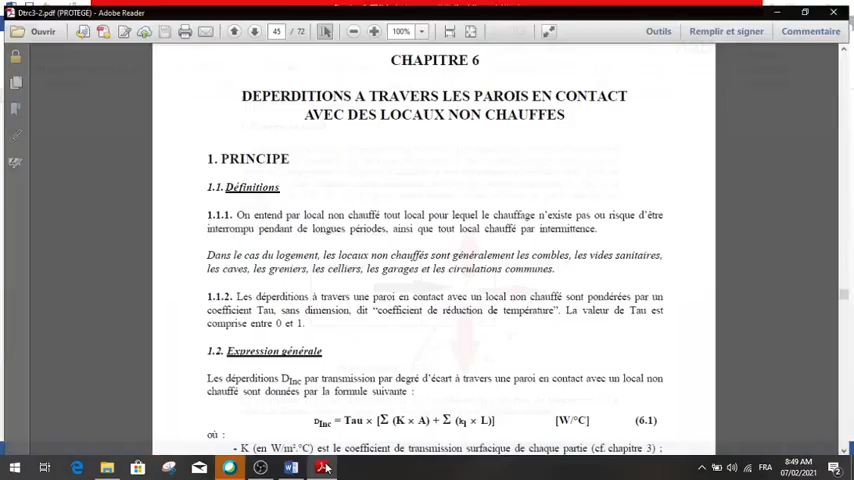 Dtrc3-2.pdf (PROTEGE) - Adobe Reader
Ouvrir
45 / 72
100%
Outils
Remplir et signer
Commentaire
CHAPITRE 6
DEPERDITIONS A TRAVERS LES PAROIS EN CONTACT
AVEC DES LOCAUX NON CHAUFFES
1. PRINCIPE
1.1. Définitions
1.1.1. On entend par local non chauffé tout local pour lequel le chauffage n'existe pas ou risque d'être
interrompu pendant de longues périodes, ainsi que tout local chauffé par intermittence.
Dans le cas du logement, les locaux non chauffés sont généralement les combles, les vides sanitaires,
les caves, les greniers, les celliers, les garages et les circulations communes.
1.1.2. Les déperditions à travers une paroi en contact avec un local non chauffé sont pondérées par un
coefficient Tau, sans dimension, dit “coefficient de réduction de température”. La valeur de Tau est
comprise entre 0 et 1.
1.2. Expression générale
Les déperditions DInc par transmission par degré d'écart à travers une paroi en contact avec un local non
chauffé sont données par la formule suivante :
DInc = Tau × [Σ (K × A) + Σ (kl × L)] [W/°C] (6.1)
où :
- K (en W/m².°C) est le coefficient de transmission surfacique de chaque partie (cf. chapitre 3) ;
FRA
8:49 AM
07/02/2021